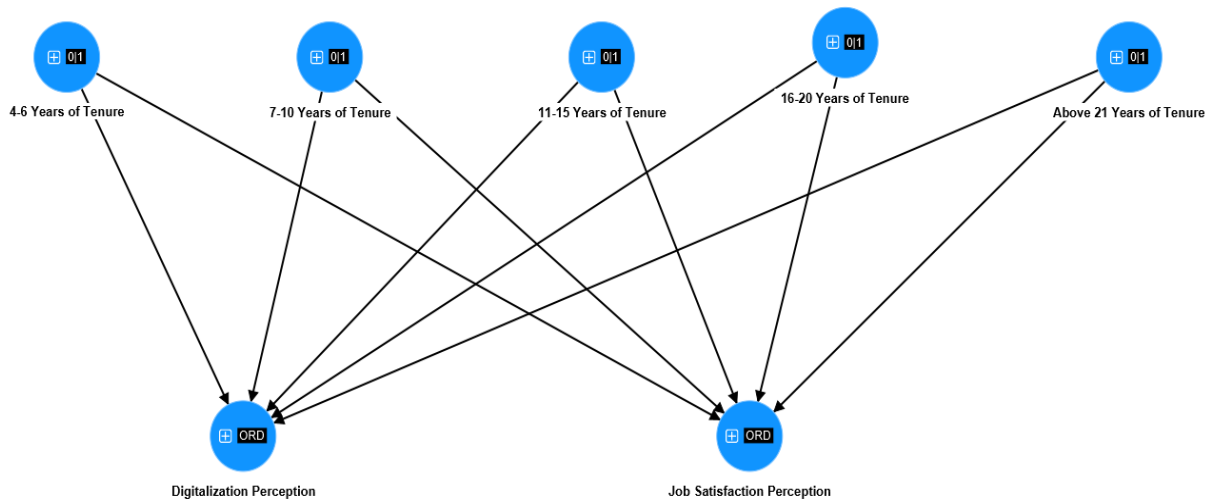 0|1
0|1
0|1
0|1
0|1
4-6 Years of Tenure
7-10 Years of Tenure
11-15 Years of Tenure
16-20 Years of Tenure
Above 21 Years of Tenure
ORD
ORD
Digitalization Perception
Job Satisfaction Perception